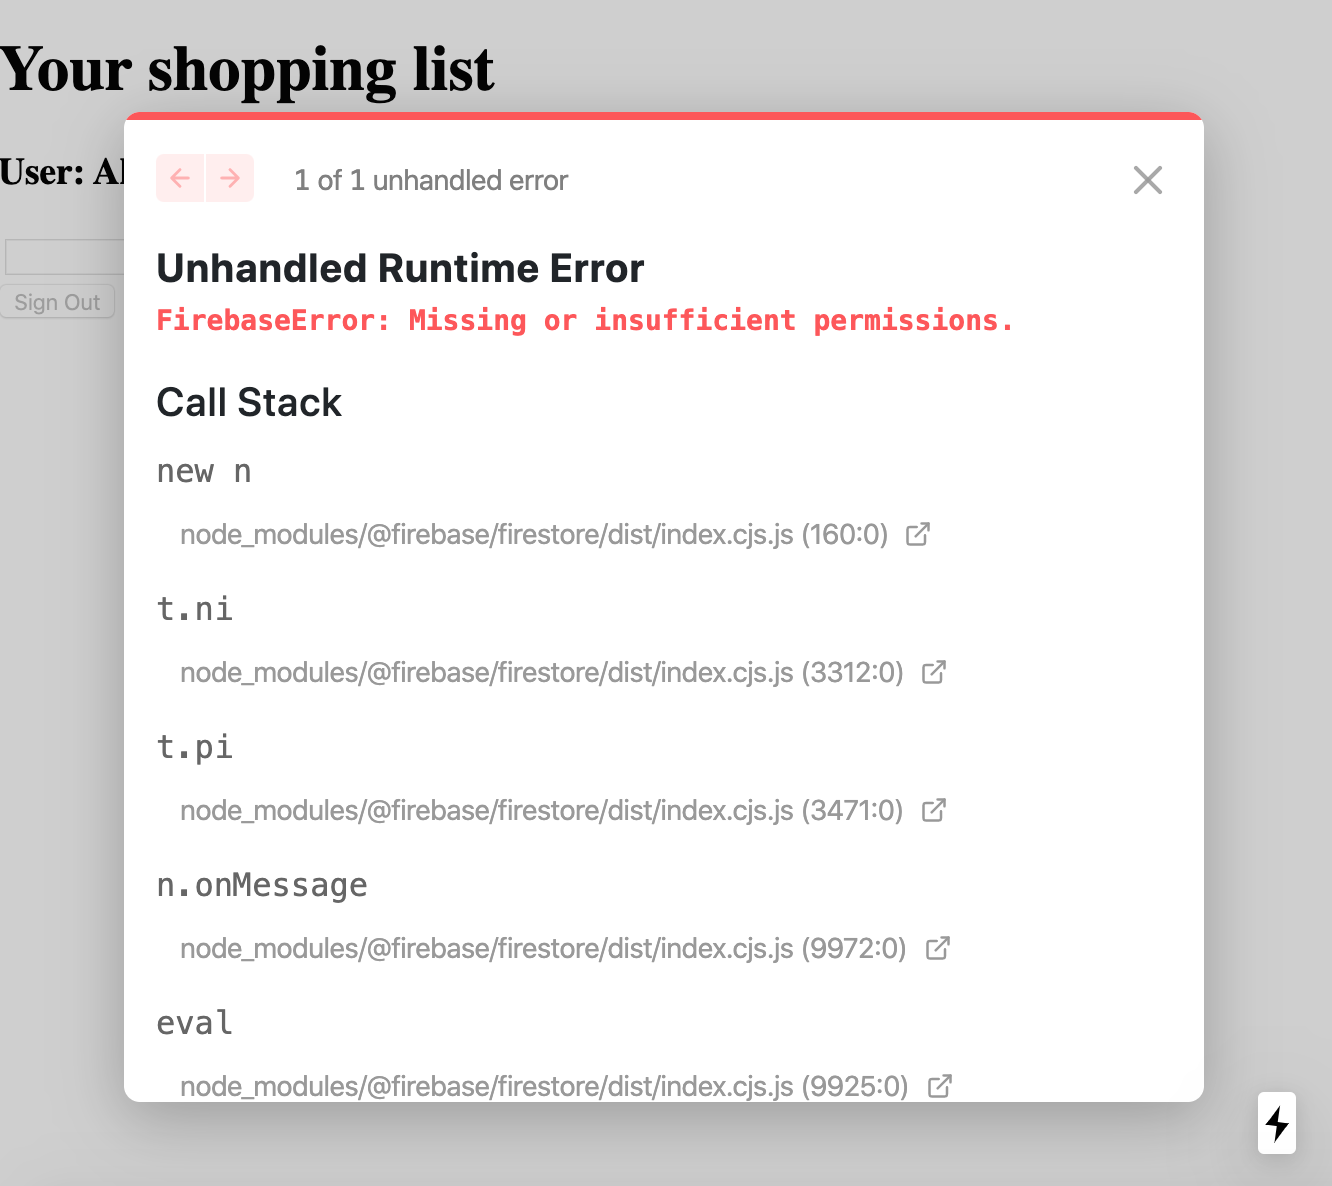 Your shopping list
User:
1 of 1 unhandled error
Unhandled Runtime Error
Sign Out
FirebaseError: Missing or insufficient permissions.
Call Stack
new n
node_modules/@firebase/firestore/dist/index.cjs.js (160:0)
t.ni
node_modules/@firebase/firestore/dist/index.cjs.js (3312:0)
t.pi
node_modules/@firebase/firestore/dist/index.cjs.js (3471:0)
n.onMessage
node_modules/@firebase/firestore/dist/index.cjs.js (9972:0)
eval
node_modules/@firebase/firestore/dist/index.cjs.js (9925:0)